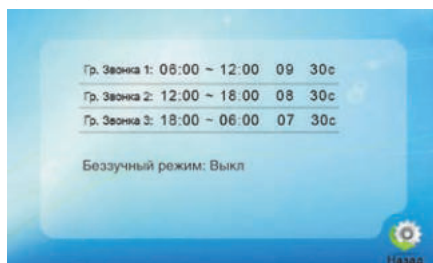 Гр. Звонка 1: 06:00 ~ 12:00 09 30с
Гр. Звонка 2: 12:00 ~ 18:00 08 30с
Гр. Звонка 3: 18:00 ~ 06:00 07 30с
Беззучный режим: Выкл
Назад